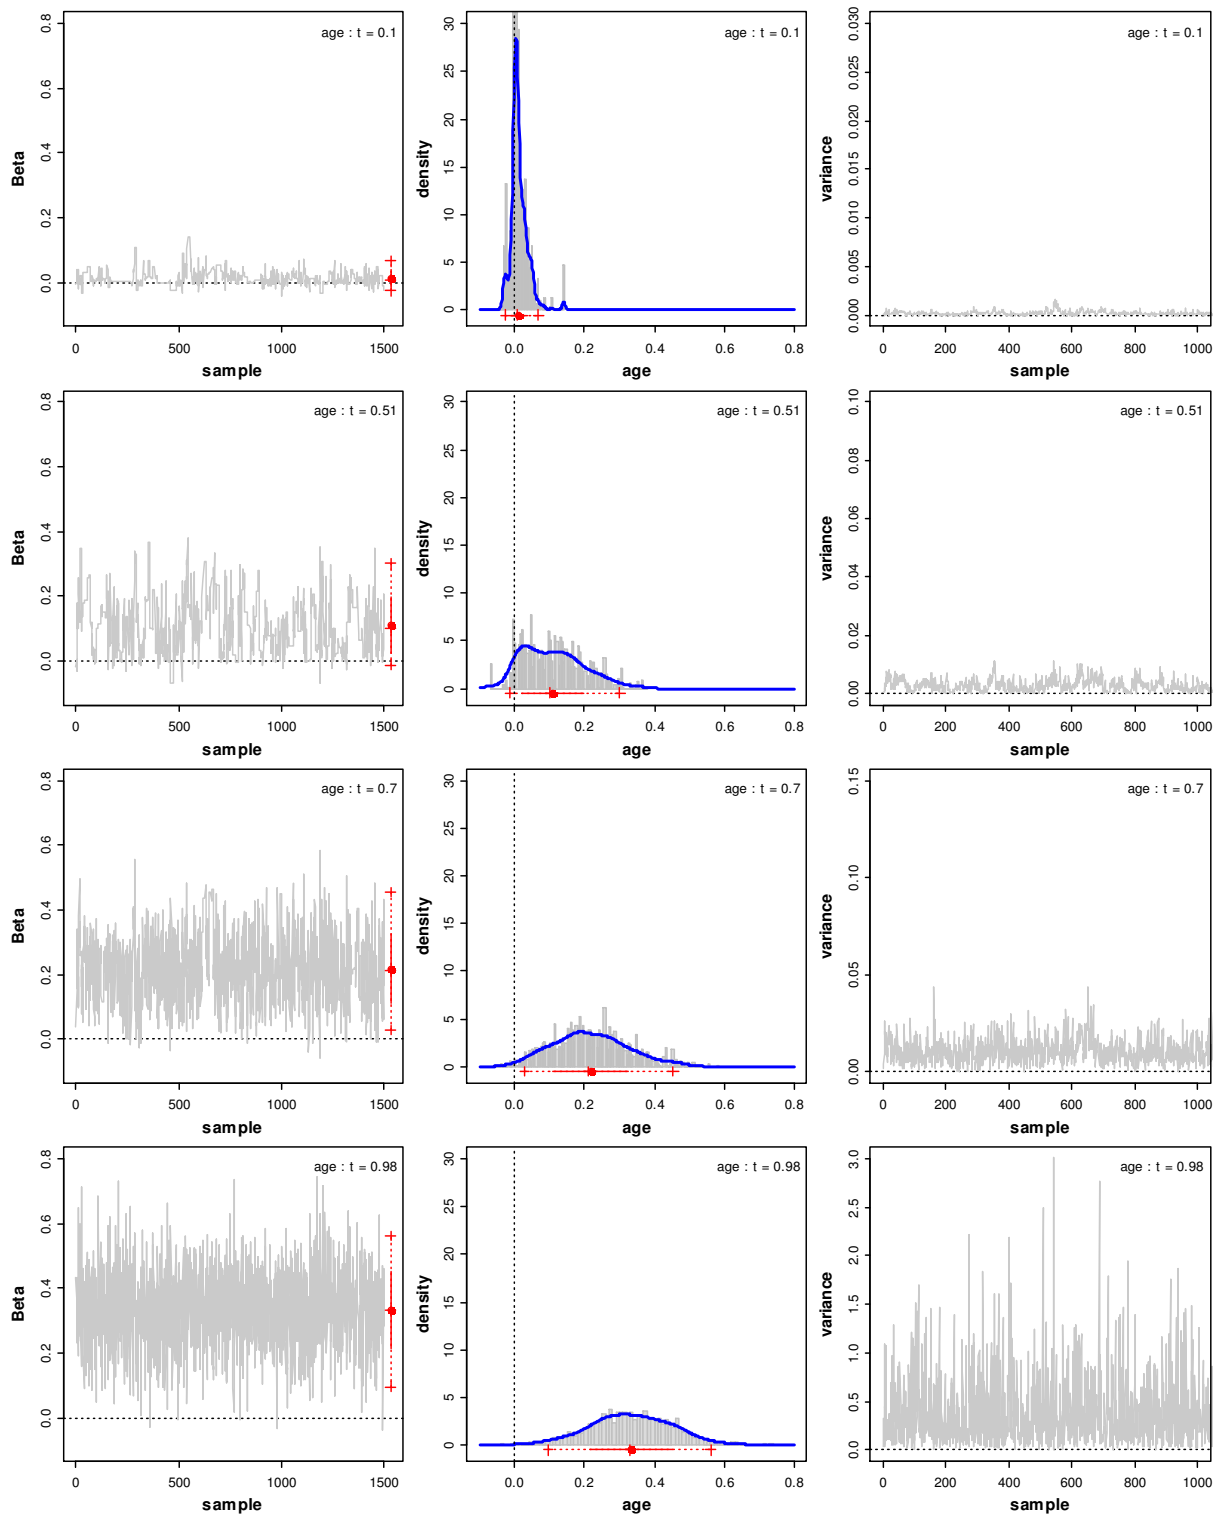 age : t = 0.1
Beta
0.0 0.2 0.4 0.6 0.8
0 500 1000 1500
sample
age : t = 0.1
density
0 5 10 15 20 25 30
0.0 0.2 0.4 0.6 0.8
age
age : t = 0.1
variance
0.000 0.005 0.010 0.015 0.020 0.025 0.030
0 200 400 600 800 1000
sample
age : t = 0.51
Beta
0.0 0.2 0.4 0.6 0.8
0 500 1000 1500
sample
age : t = 0.51
density
0 5 10 15 20 25 30
0.0 0.2 0.4 0.6 0.8
age
age : t = 0.51
variance
0.00 0.02 0.04 0.06 0.08 0.10
0 200 400 600 800 1000
sample
age : t = 0.7
Beta
0.0 0.2 0.4 0.6 0.8
0 500 1000 1500
sample
age : t = 0.7
density
0 5 10 15 20 25 30
0.0 0.2 0.4 0.6 0.8
age
age : t = 0.7
variance
0.00 0.05 0.10 0.15
0 200 400 600 800 1000
sample
age : t = 0.98
Beta
0.0 0.2 0.4 0.6 0.8
0 500 1000 1500
sample
age : t = 0.98
density
0 5 10 15 20 25 30
0.0 0.2 0.4 0.6 0.8
age
age : t = 0.98
variance
0.0 0.5 1.0 1.5 2.0 2.5 3.0
0 200 400 600 800 1000
sample